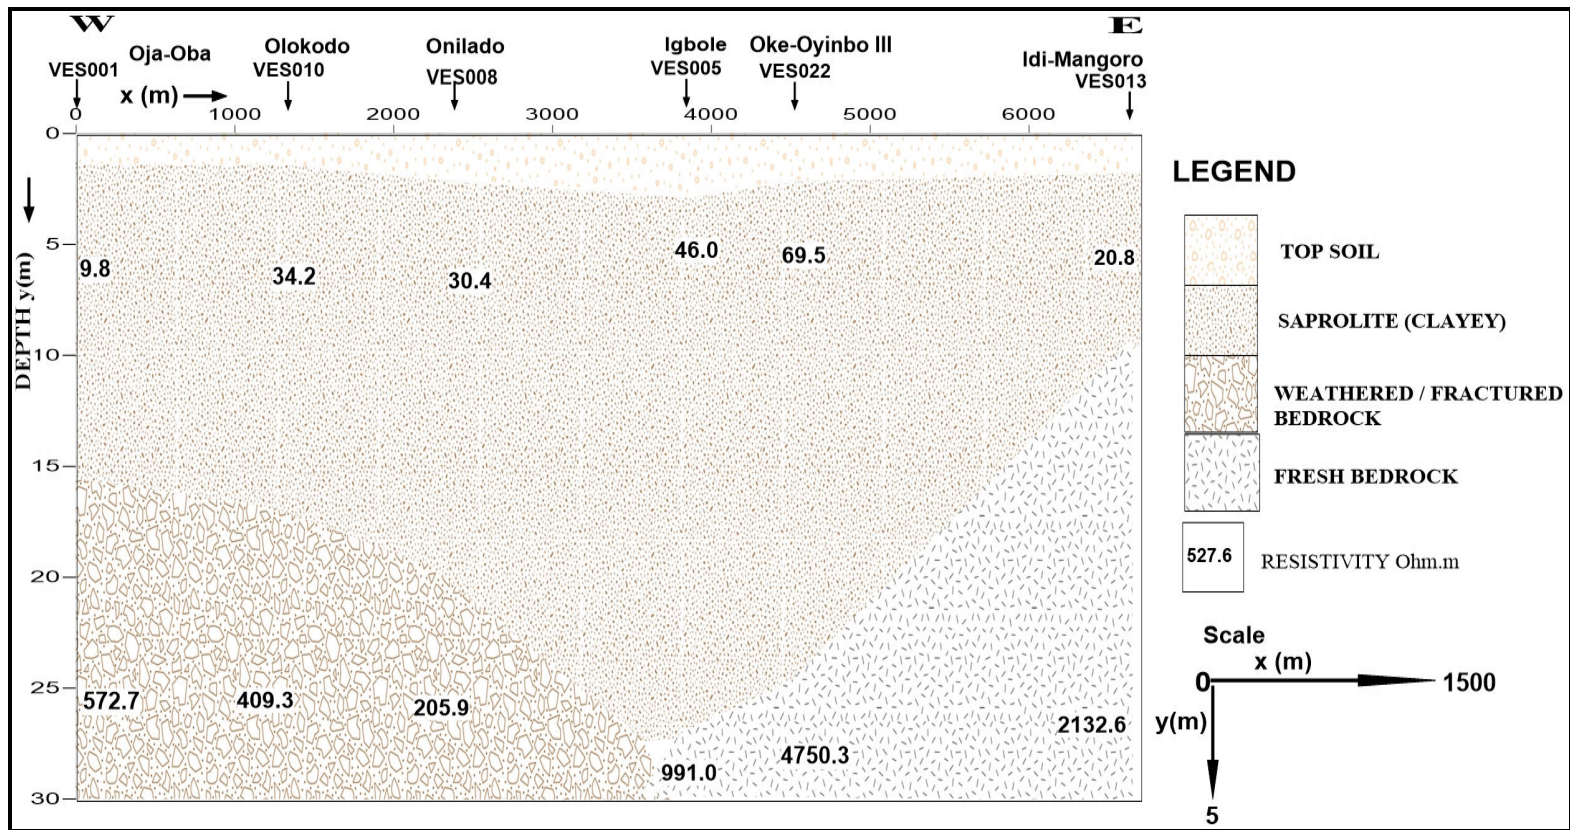 W
E
Oja-Oba
Olokodo
Onilado
Igbole
Oke-Oyinbo III
Idi-Mangoro
VES001
VES010
VES008
VES005
VES022
VES013
x (m)
0 1000 2000 3000 4000 5000 6000
0
5
10
15
20
25
30
DEPTH y(m)
9.8
34.2
30.4
46.0
69.5
20.8
572.7
409.3
205.9
991.0
4750.3
2132.6
LEGEND
TOP SOIL
SAPROLITE (CLAYEY)
WEATHERED / FRACTURED
BEDROCK
FRESH BEDROCK
527.6
RESISTIVITY Ohm.m
Scale
x (m)
0
1500
y(m)
5